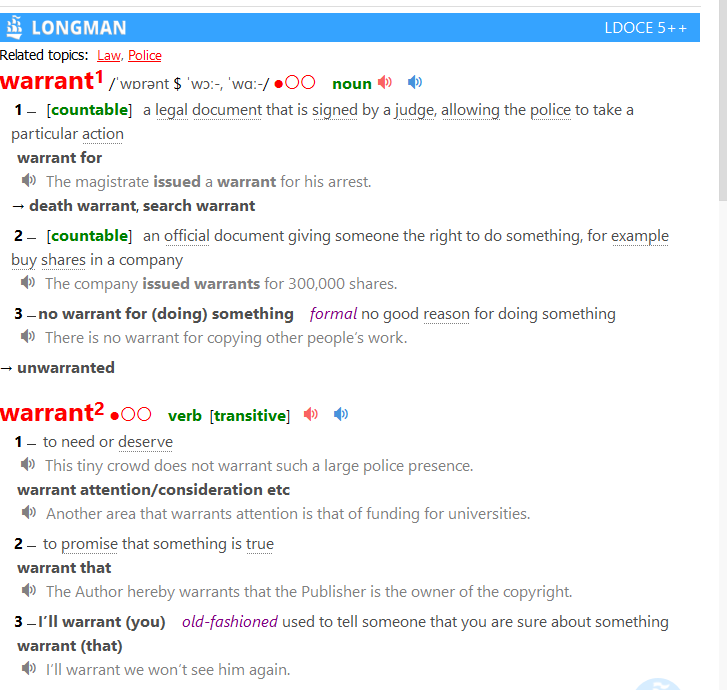 LONGMAN LDOCE 5++
Related topics: Law, Police
warrant1 /ˈwɒrənt $ ˈwɔː-, ˈwɑː-/ ●○○ noun
1 – [countable] a legal document that is signed by a judge, allowing the police to take a
particular action
warrant for
The magistrate issued a warrant for his arrest.
→ death warrant, search warrant
2 – [countable] an official document giving someone the right to do something, for example
buy shares in a company
The company issued warrants for 300,000 shares.
3 – no warrant for (doing) something formal no good reason for doing something
There is no warrant for copying other people’s work.
→ unwarranted
warrant2 ●○○ verb [transitive]
1 – to need or deserve
This tiny crowd does not warrant such a large police presence.
warrant attention/consideration etc
Another area that warrants attention is that of funding for universities.
2 – to promise that something is true
warrant that
The Author hereby warrants that the Publisher is the owner of the copyright.
3 – I’ll warrant (you) old-fashioned used to tell someone that you are sure about something
warrant (that)
I’ll warrant we won’t see him again.